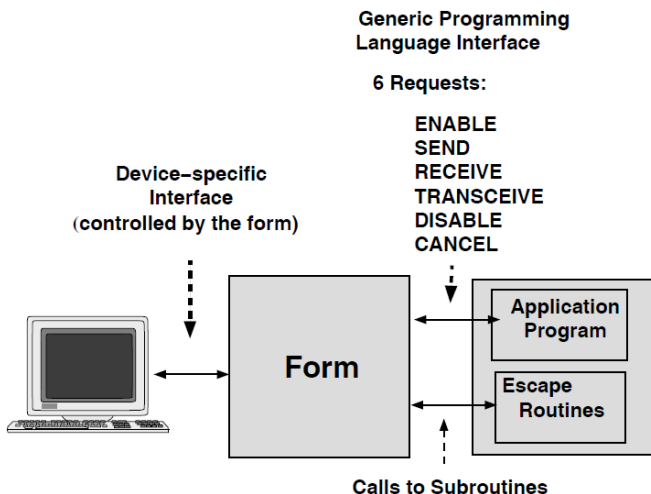 Generic Programming
Language Interface
6 Requests:
ENABLE
SEND
RECEIVE
TRANSCEIVE
DISABLE
CANCEL
Device-specific
Interface
(controlled by the form)
Form
Application
Program
Escape
Routines
Calls to Subroutines